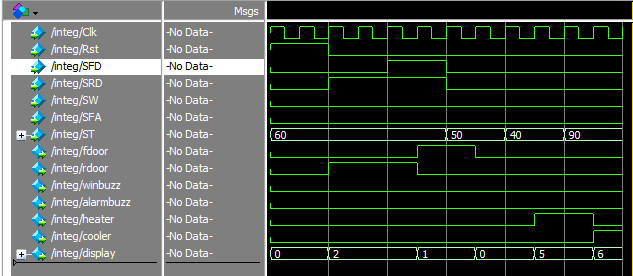 Msgs
/integ/Clk -No Data-
/integ/Rst -No Data-
/integ/SFD -No Data-
/integ/SRD -No Data-
/integ/SW -No Data-
/integ/SFA -No Data-
/integ/ST -No Data- 60 50 40 90
/integ/fdoor -No Data-
/integ/rdoor -No Data-
/integ/winbuzz -No Data-
/integ/alarmbuzz -No Data-
/integ/heater -No Data-
/integ/cooler -No Data-
/integ/display -No Data- 0 2 1 0 5 6